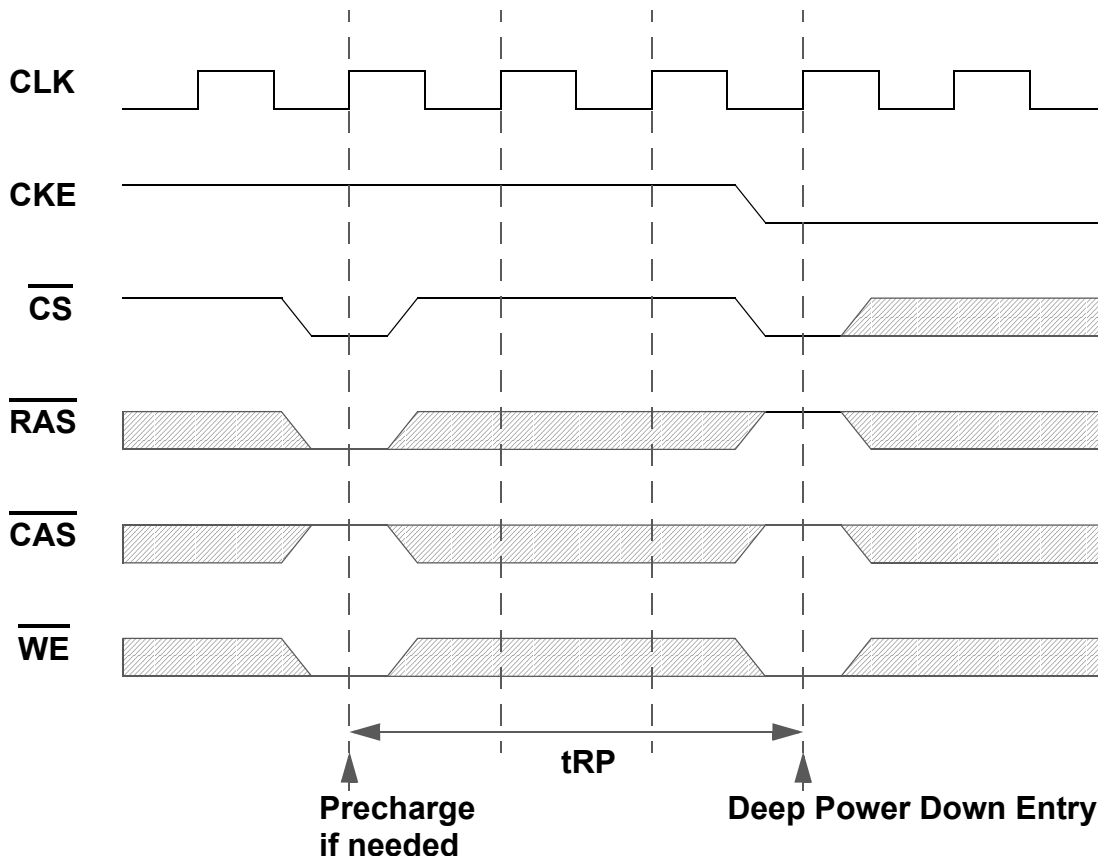 CLK
CKE
CS
RAS
CAS
WE
tRP
Precharge
if needed
Deep Power Down Entry